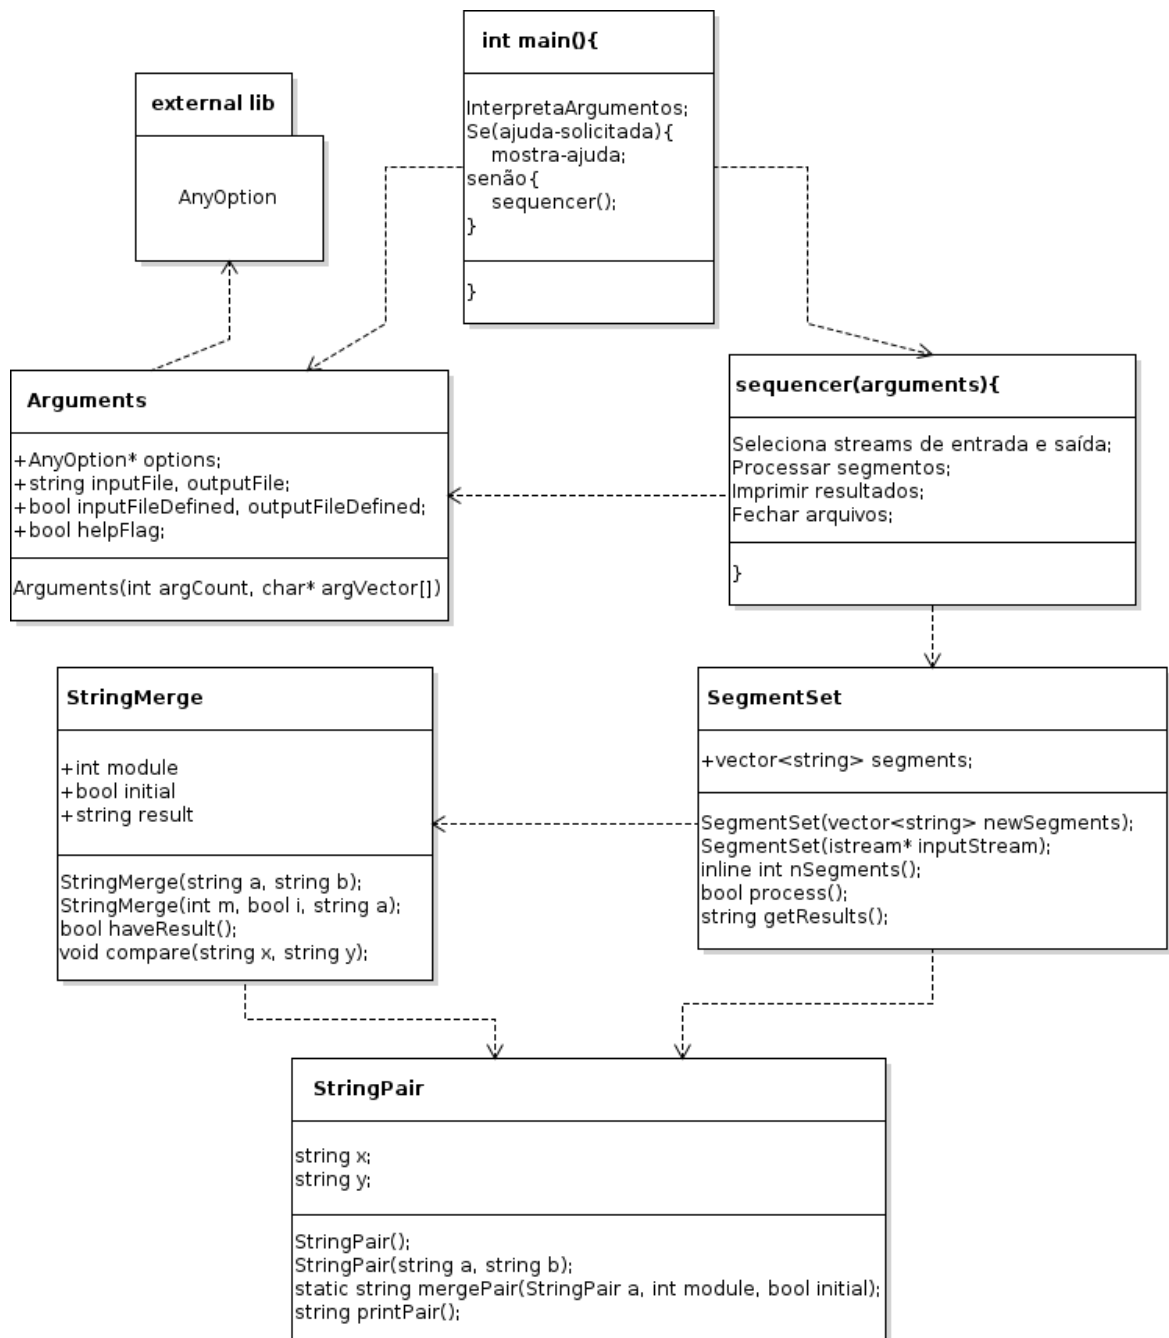 int main(){
InterpretaArgumentos;
Se(ajuda-solicitada){
mostra-ajuda;
senão{
sequencer();
}
}
external lib
AnyOption
Arguments
+AnyOption* options;
+string inputFile, outputFile;
+bool inputFileDefined, outputFileDefined;
+bool helpFlag;
Arguments(int argCount, char* argVector[])
sequencer(arguments){
Seleciona streams de entrada e saída;
Processar segmentos;
Imprimir resultados;
Fechar arquivos;
}
StringMerge
+int module
+bool initial
+string result
StringMerge(string a, string b);
StringMerge(int m, bool i, string a);
bool haveResult();
void compare(string x, string y);
SegmentSet
+vector<string> segments;
SegmentSet(vector<string> newSegments);
SegmentSet(istream* inputStream);
inline int nSegments();
bool process();
string getResults();
StringPair
string x;
string y;
StringPair();
StringPair(string a, string b);
static string mergePair(StringPair a, int module, bool initial);
string printPair();